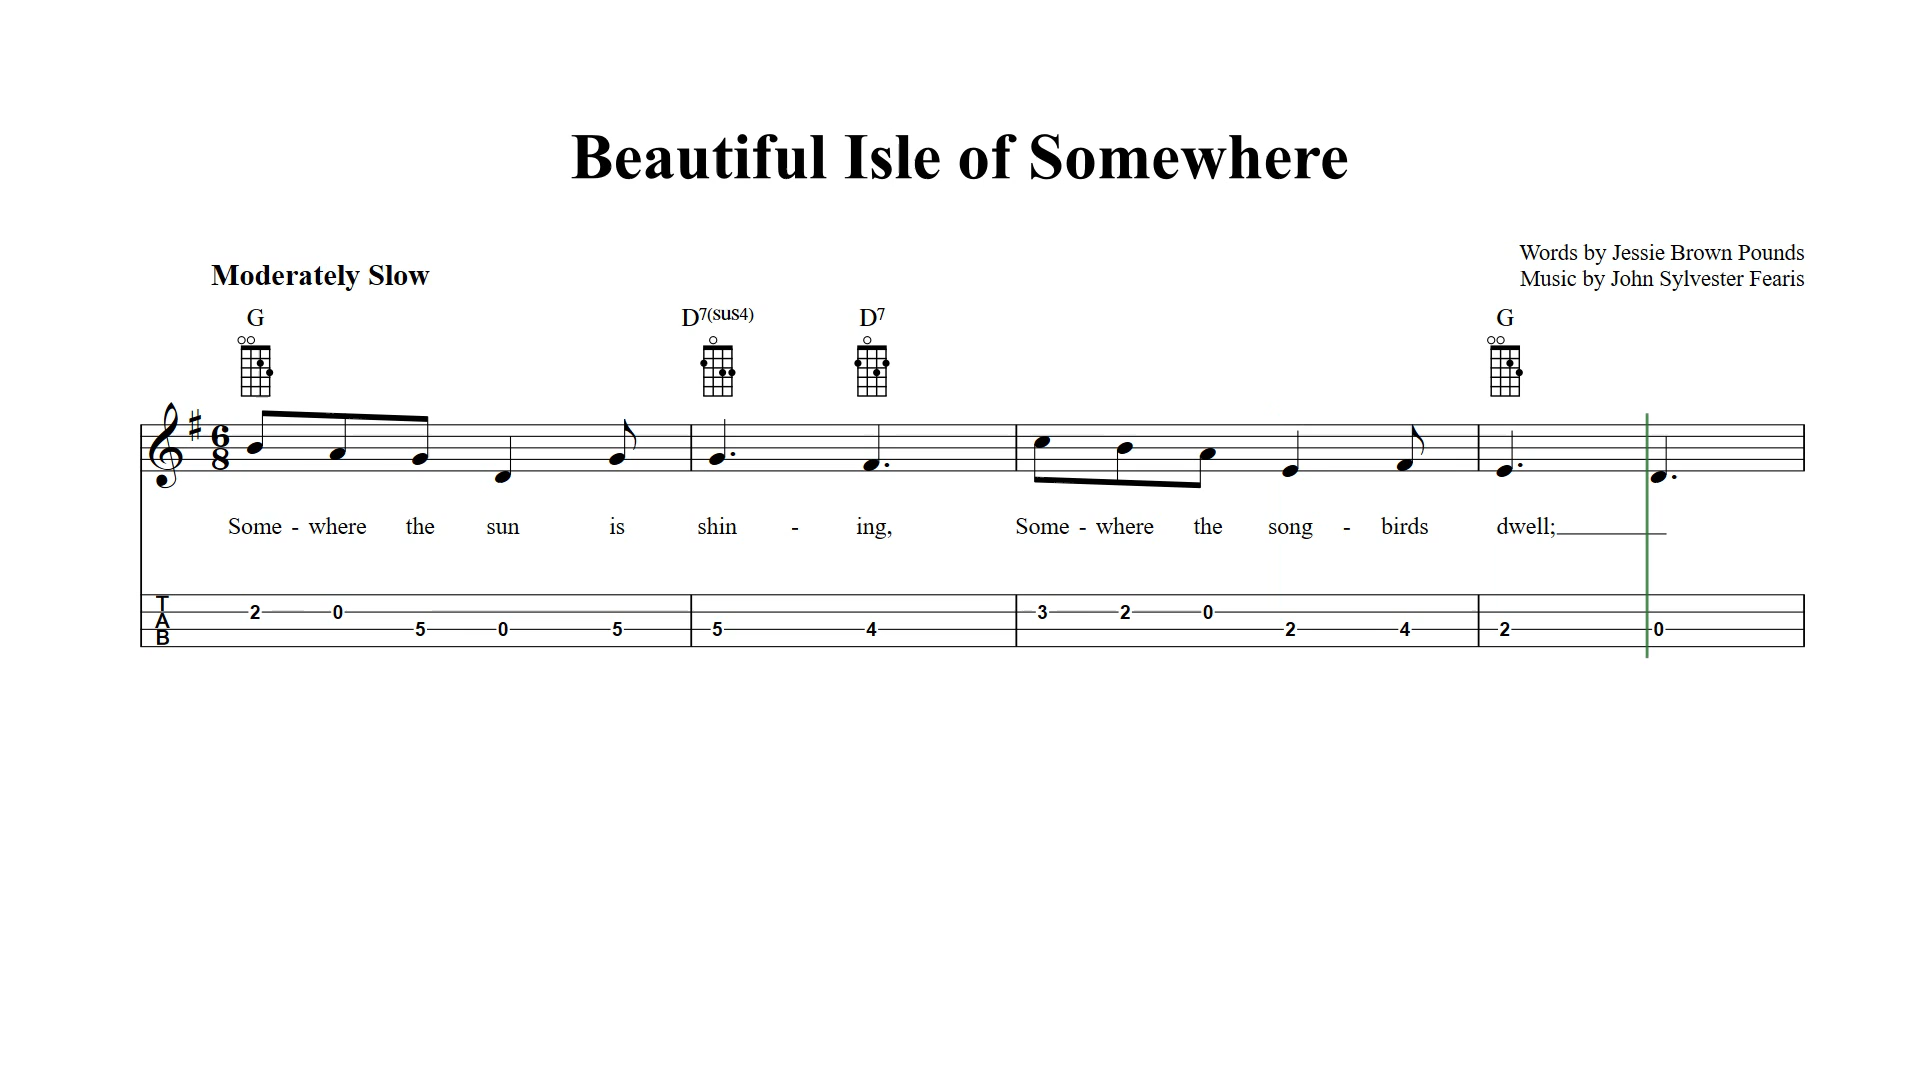 Beautiful Isle of Somewhere
Words by Jessie Brown Pounds
Moderately Slow
Music by John Sylvester Fearis
G D7(sus4) D7 G
6
8
Some - where the sun is shin - ing, Some - where the song - birds dwell;
T
A
B
2 0 3 2 0
5 0 5 5 4 2 4 2 0